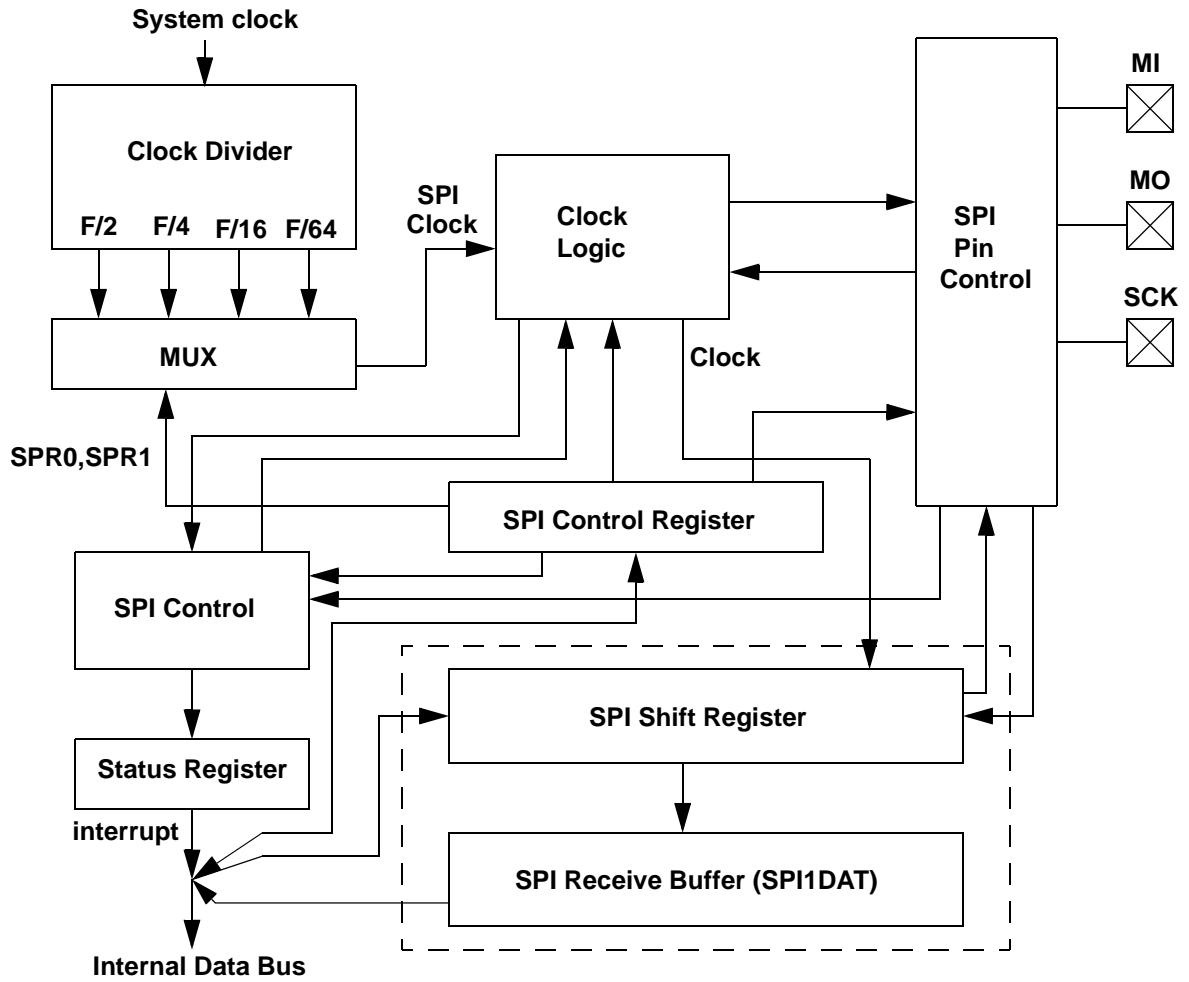 System clock
Clock Divider
F/2 F/4 F/16 F/64
MUX
SPI
Clock
Clock
Logic
SPI
Pin
Control
MI
MO
SCK
Clock
SPR0,SPR1
SPI Control Register
SPI Control
SPI Shift Register
Status Register
interrupt
SPI Receive Buffer (SPI1DAT)
Internal Data Bus